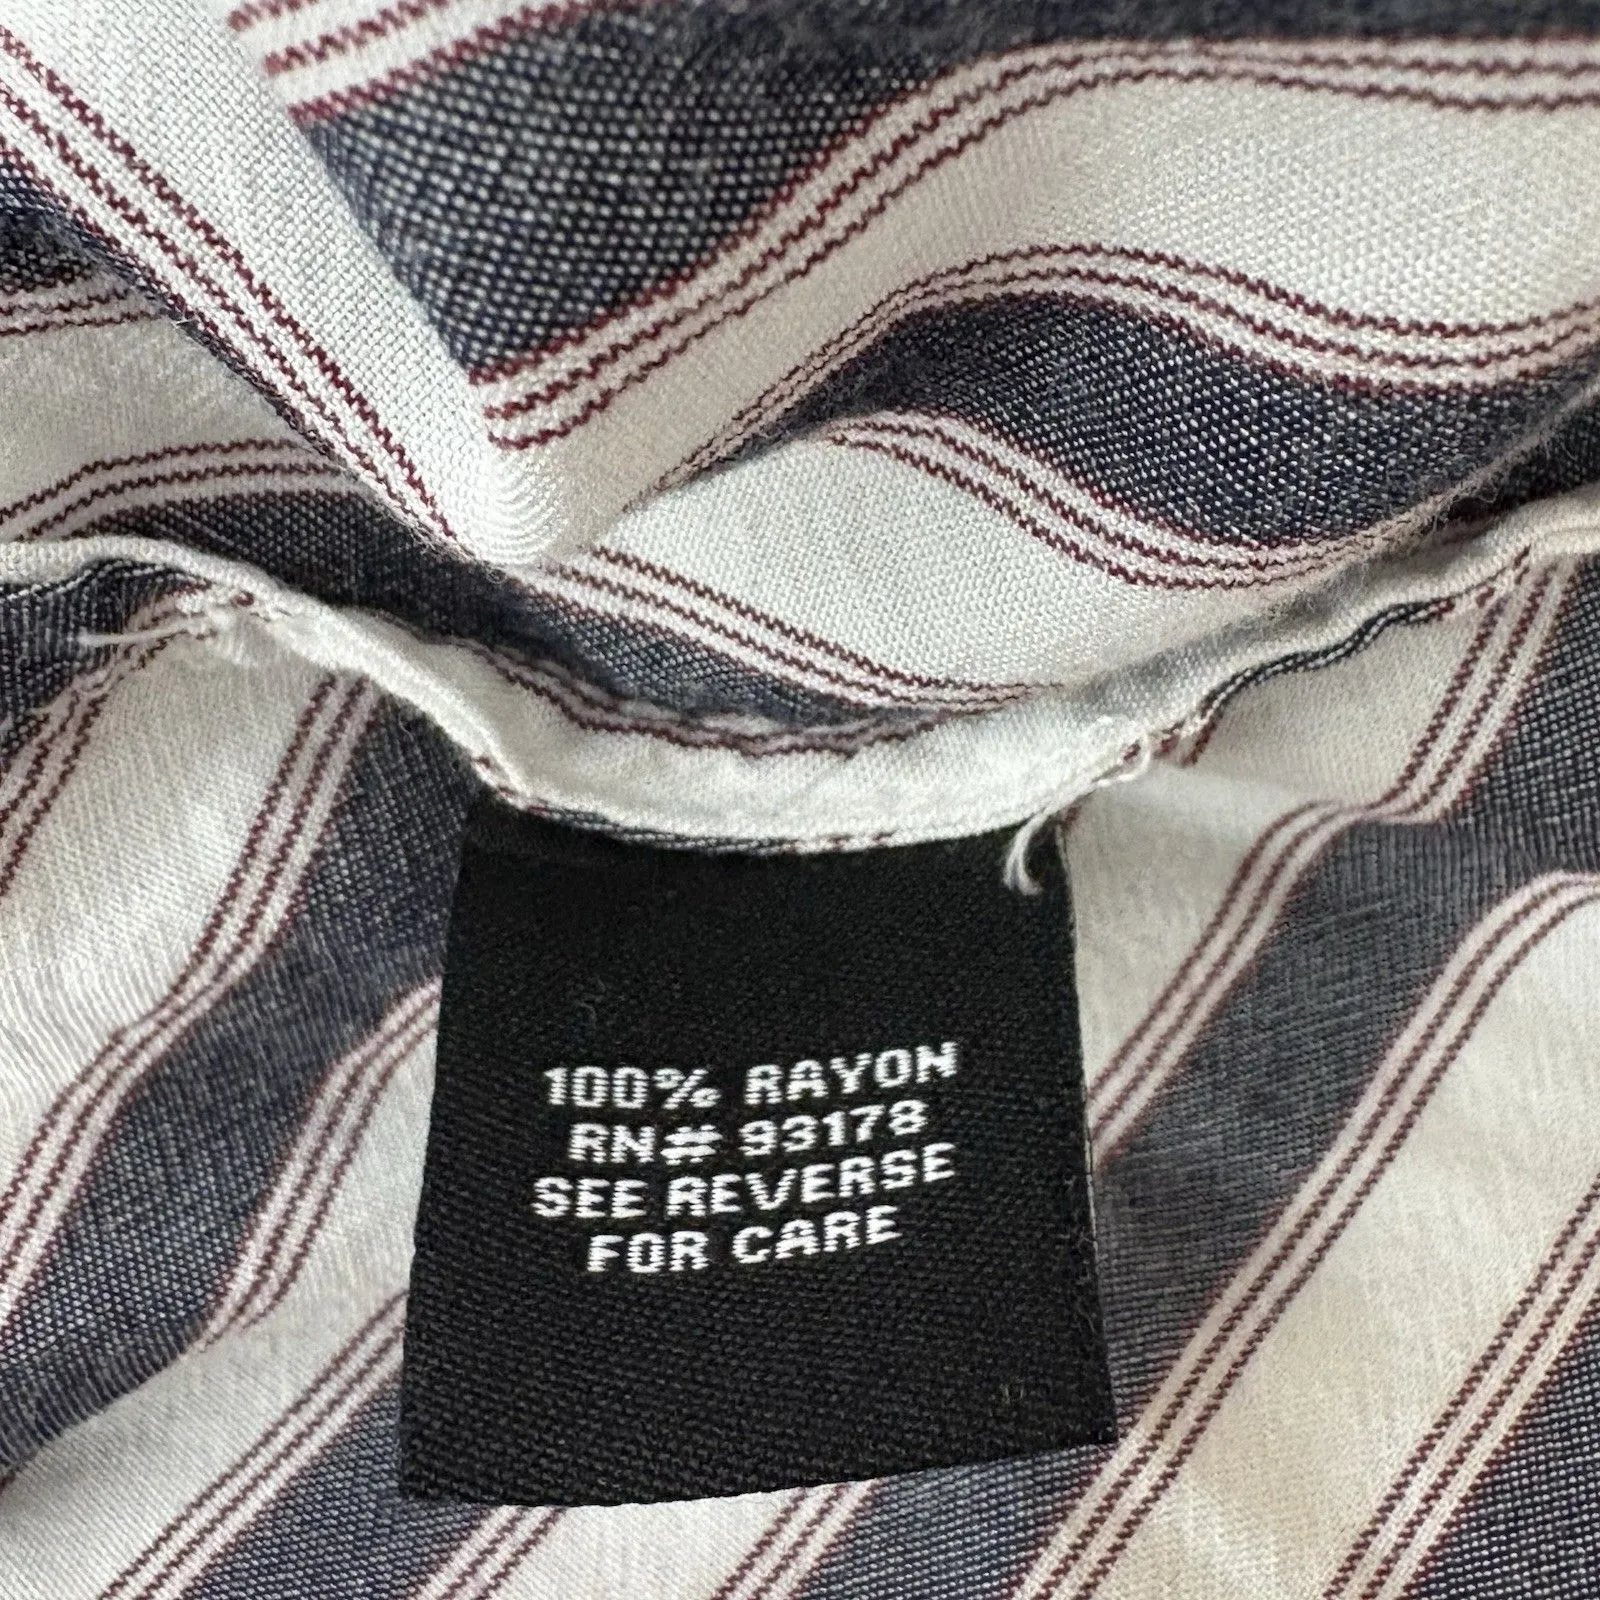 100% RAYON
RN# 93178
SEE REVERSE
FOR CARE